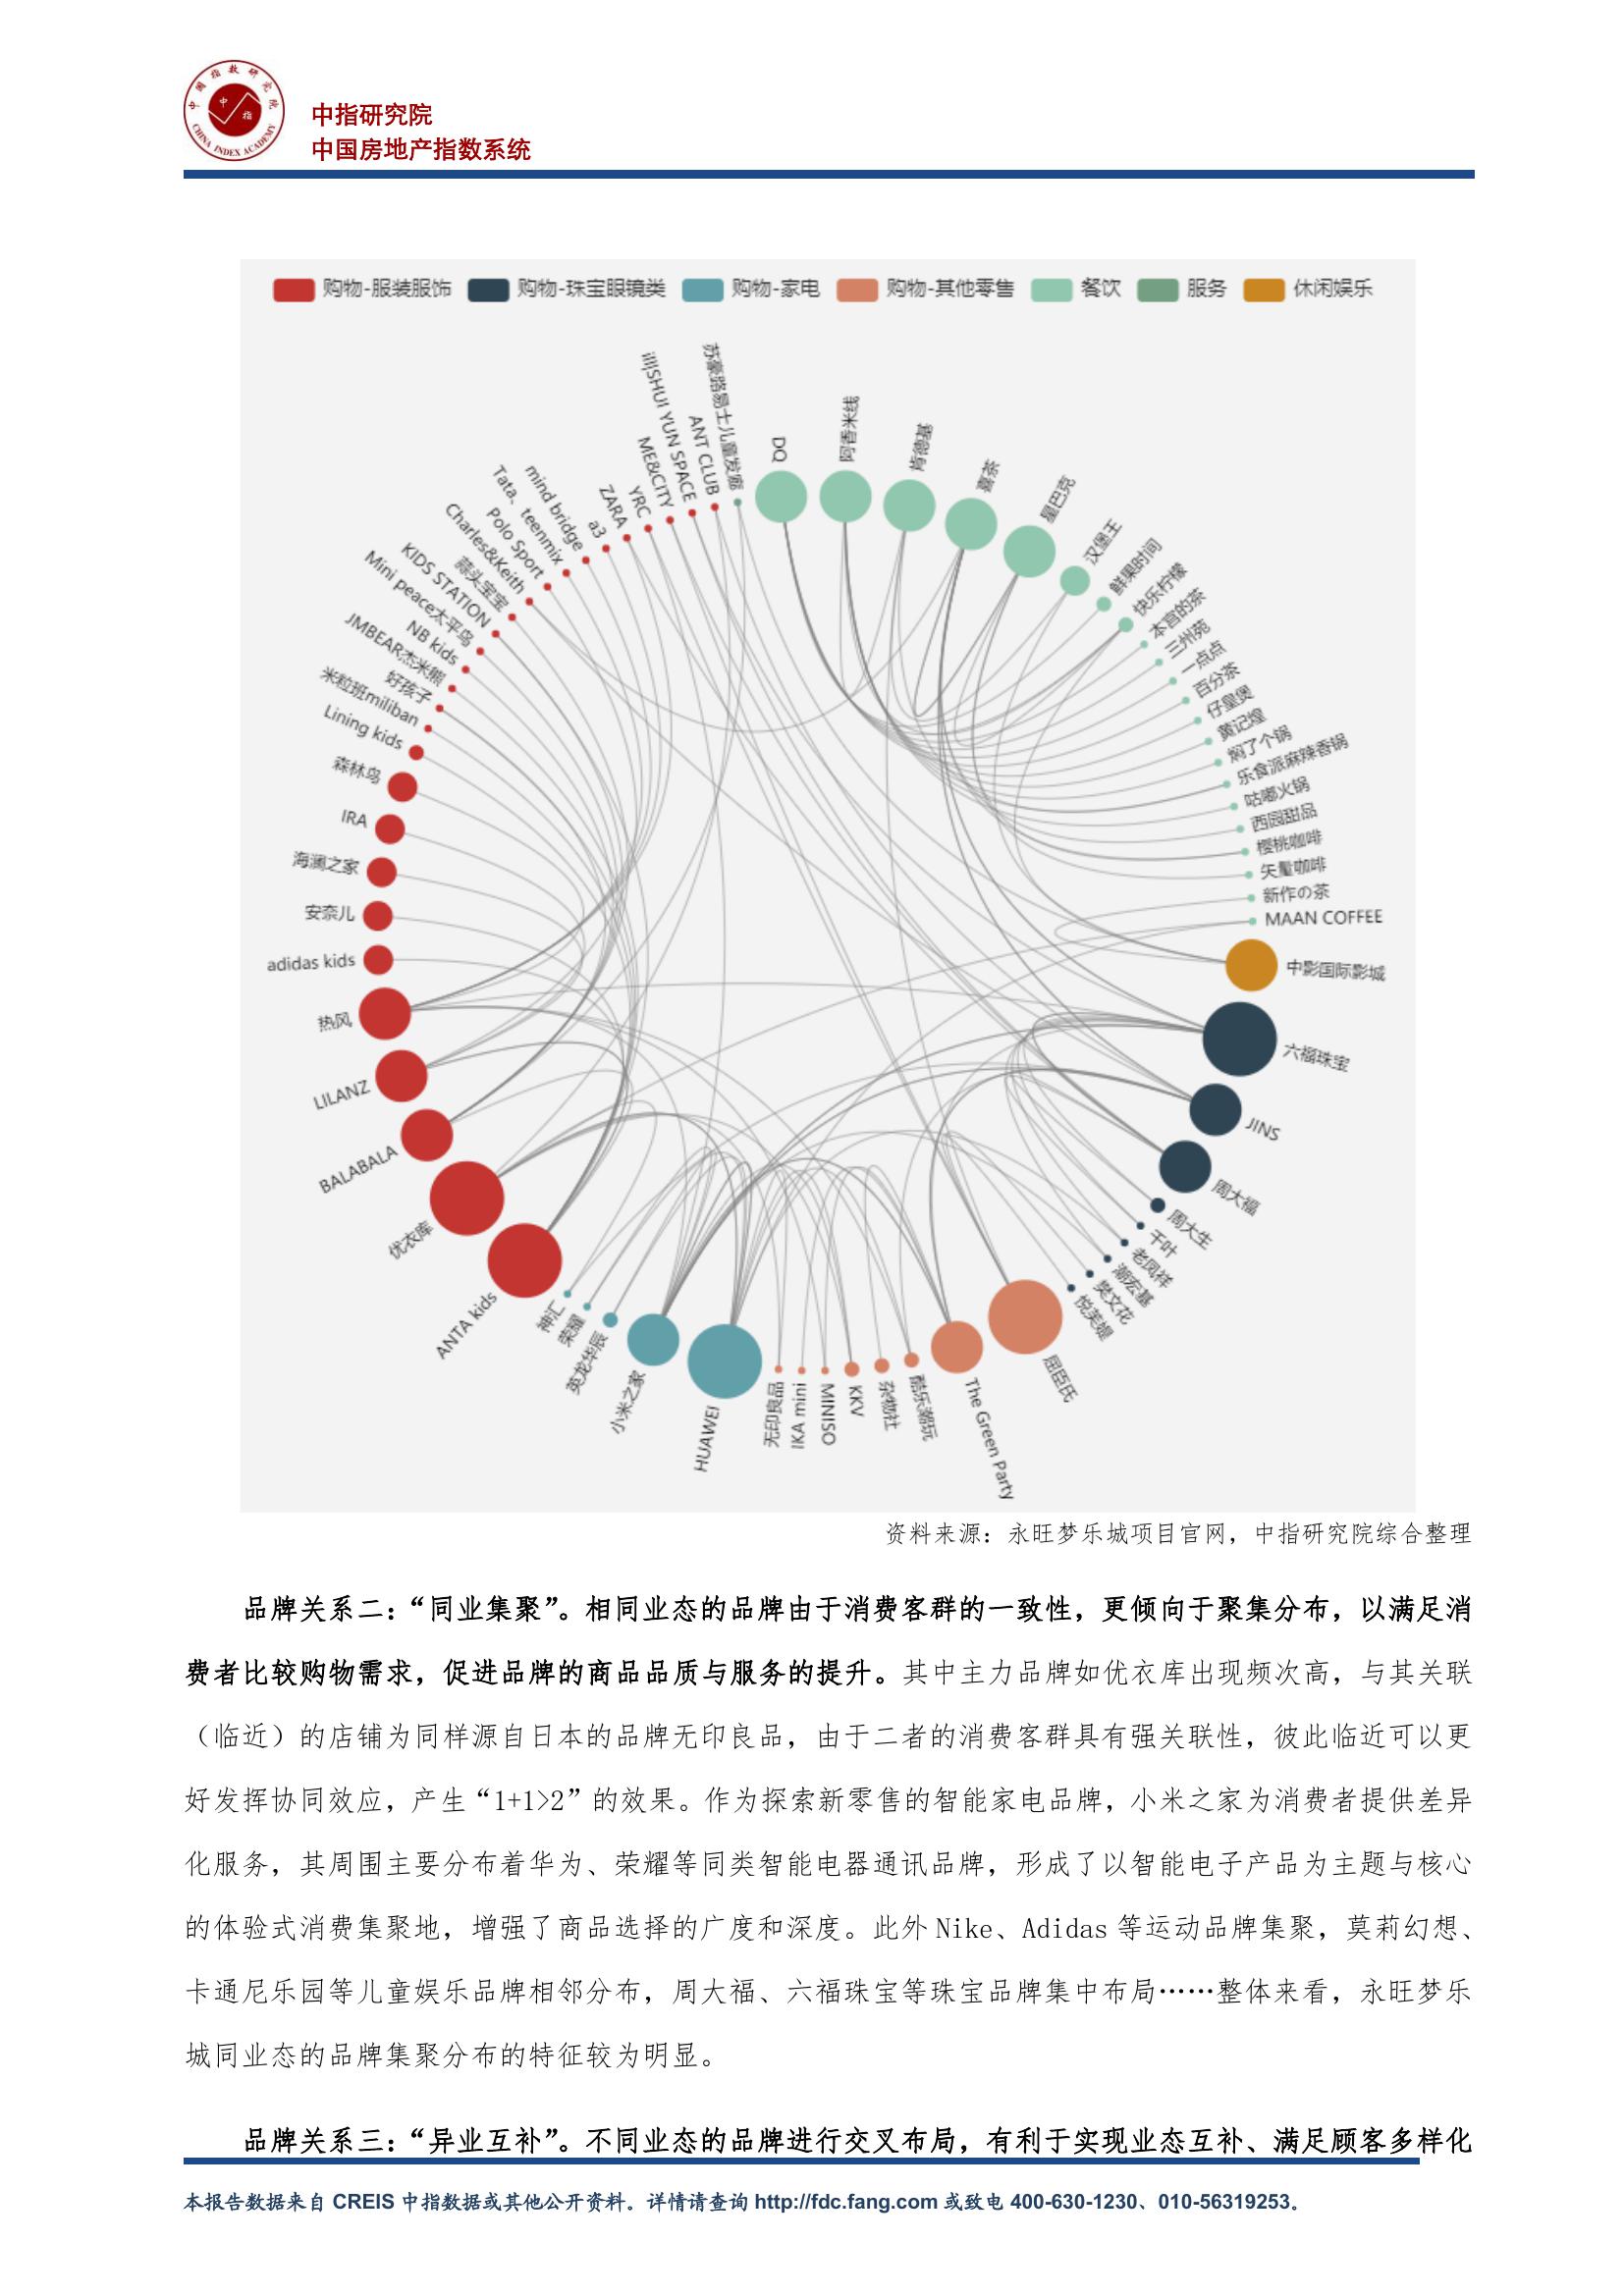 中国指数研究院
中 指
CHINA INDEX ACADEMY
中指研究院
中国房地产指数系统
购物-服装服饰 购物-珠宝眼镜类 购物-家电 购物-其他零售 餐饮 服务 休闲娱乐
DQ
阿香米线
肯德基
喜茶
星巴克
汉堡王
鲜果时间
快乐柠檬
本宫的茶
三州苑
一点点
百分茶
仔皇煲
黄记煌
焖了个锅
乐食派麻辣香锅
咕嘟火锅
西园甜品
樱桃咖啡
矢量咖啡
新作の茶
MAAN COFFEE
中影国际影城
六福珠宝
JINS
周大福
周大生
千叶
老凤祥
潮宏基
樊文花
悦芙媞
屈臣氏
The Green Party
酷乐潮玩
杂物社
KKV
MINISO
IKA mini
无印良品
HUAWEI
小米之家
英龙华辰
荣耀
神汇
ANTA kids
优衣库
BALABALA
LILANZ
热风
adidas kids
安奈儿
海澜之家
IRA
森林鸟
Lining kids
米粒班miliban
好孩子
JMBEAR杰米熊
NB kids
Mini peace太平鸟
KIDS STATION
蒜头宝宝
Charles&Keith
Polo Sport
Tata、teenmix
mind bridge
a3
ZARA
YRC
ME&CITY
SHUI YUN SPACE
ANT CLUB
苏豪路易士儿童发廊
资料来源：永旺梦乐城项目官网，中指研究院综合整理
品牌关系二：“同业集聚”。相同业态的品牌由于消费客群的一致性，更倾向于聚集分布，以满足消
费者比较购物需求，促进品牌的商品品质与服务的提升。其中主力品牌如优衣库出现频次高，与其关联
（临近）的店铺为同样源自日本的品牌无印良品，由于二者的消费客群具有强关联性，彼此临近可以更
好发挥协同效应，产生“1+1>2”的效果。作为探索新零售的智能家电品牌，小米之家为消费者提供差异
化服务，其周围主要分布着华为、荣耀等同类智能电器通讯品牌，形成了以智能电子产品为主题与核心
的体验式消费集聚地，增强了商品选择的广度和深度。此外 Nike、Adidas 等运动品牌集聚，莫莉幻想、
卡通尼乐园等儿童娱乐品牌相邻分布，周大福、六福珠宝等珠宝品牌集中布局……整体来看，永旺梦乐
城同业态的品牌集聚分布的特征较为明显。
品牌关系三：“异业互补”。不同业态的品牌进行交叉布局，有利于实现业态互补、满足顾客多样化
本报告数据来自 CREIS 中指数据或其他公开资料。详情请查询 http://fdc.fang.com 或致电 400-630-1230、010-56319253。